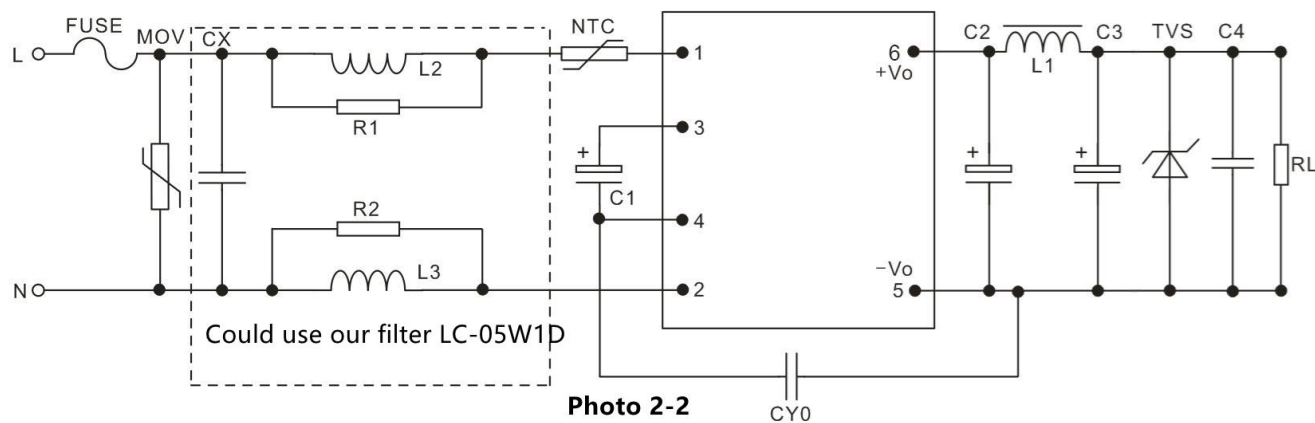 FUSE
MOV
CX
L
L2
R1
NTC
1
3
+
C1
4
2
6
+Vo
C2
L1
C3
TVS
C4
+
+
RL
R2
L3
N
−Vo
5
Could use our filter LC-05W1D
CY0
Photo 2-2